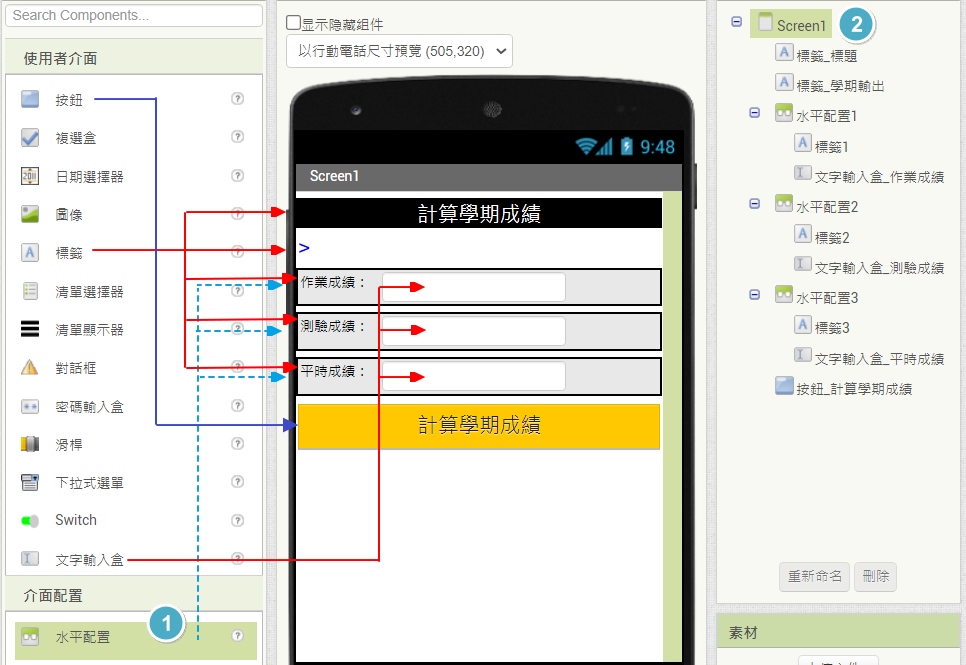 Search Components...
使用者介面
按鈕
?
複選盒
?
日期選擇器
?
圖像
?
標籤
?
清單選擇器
?
清單顯示器
?
對話框
?
密碼輸入盒
?
滑桿
?
下拉式選單
?
Switch
?
文字輸入盒
?
介面配置
水平配置
1
?
显示隐藏组件
以行動電話尺寸預覽 (505,320)
9:48
Screen1
計算學期成績
>
作業成績：
測驗成績：
平時成績：
計算學期成績
Screen1
2
標籤_標題
標籤_學期輸出
水平配置1
標籤1
文字輸入盒_作業成績
水平配置2
標籤2
文字輸入盒_測驗成績
水平配置3
標籤3
文字輸入盒_平時成績
按鈕_計算學期成績
重新命名
刪除
素材